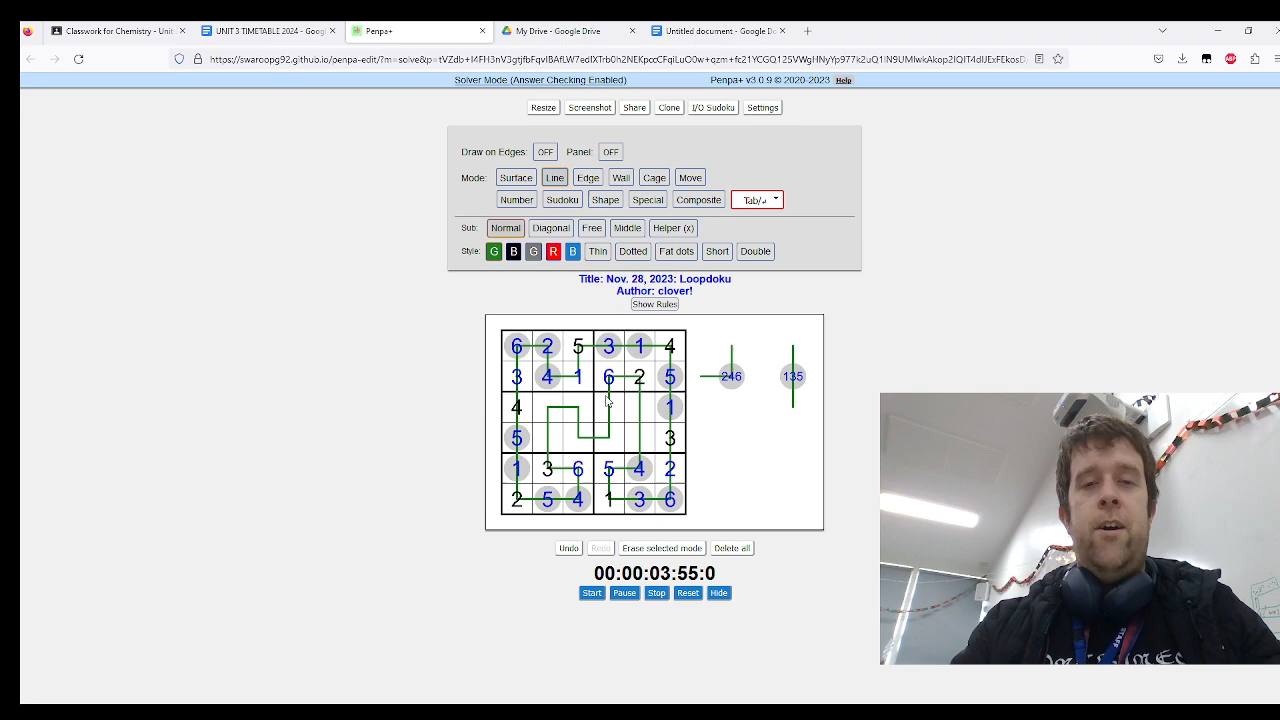 Classwork for Chemistry - Unit
UNIT 3 TIMETABLE 2024 - Googl
Penpa+
My Drive - Google Drive
Untitled document - Google D
Solver Mode (Answer Checking Enabled)
Penpa+ v3.0.9 © 2020-2023 Help
Resize Screenshot Share Clone I/O Sudoku Settings
Draw on Edges: OFF Panel: OFF
Mode: Surface Line Edge Wall Cage Move
Number Sudoku Shape Special Composite Tab/↲
Sub: Normal Diagonal Free Middle Helper (x)
Style: G B G R B Thin Dotted Fat dots Short Double
Title: Nov. 28, 2023: Loopdoku
Author: clover!
Show Rules
6 2 5 3 1 4
3 4 1 6 2 5 246 135
4 1
5 3
1 3 6 5 4 2
2 5 4 1 3 6
Undo Redo Erase selected mode Delete all
00:00:03:55:0
Start Pause Stop Reset Hide
STAFF